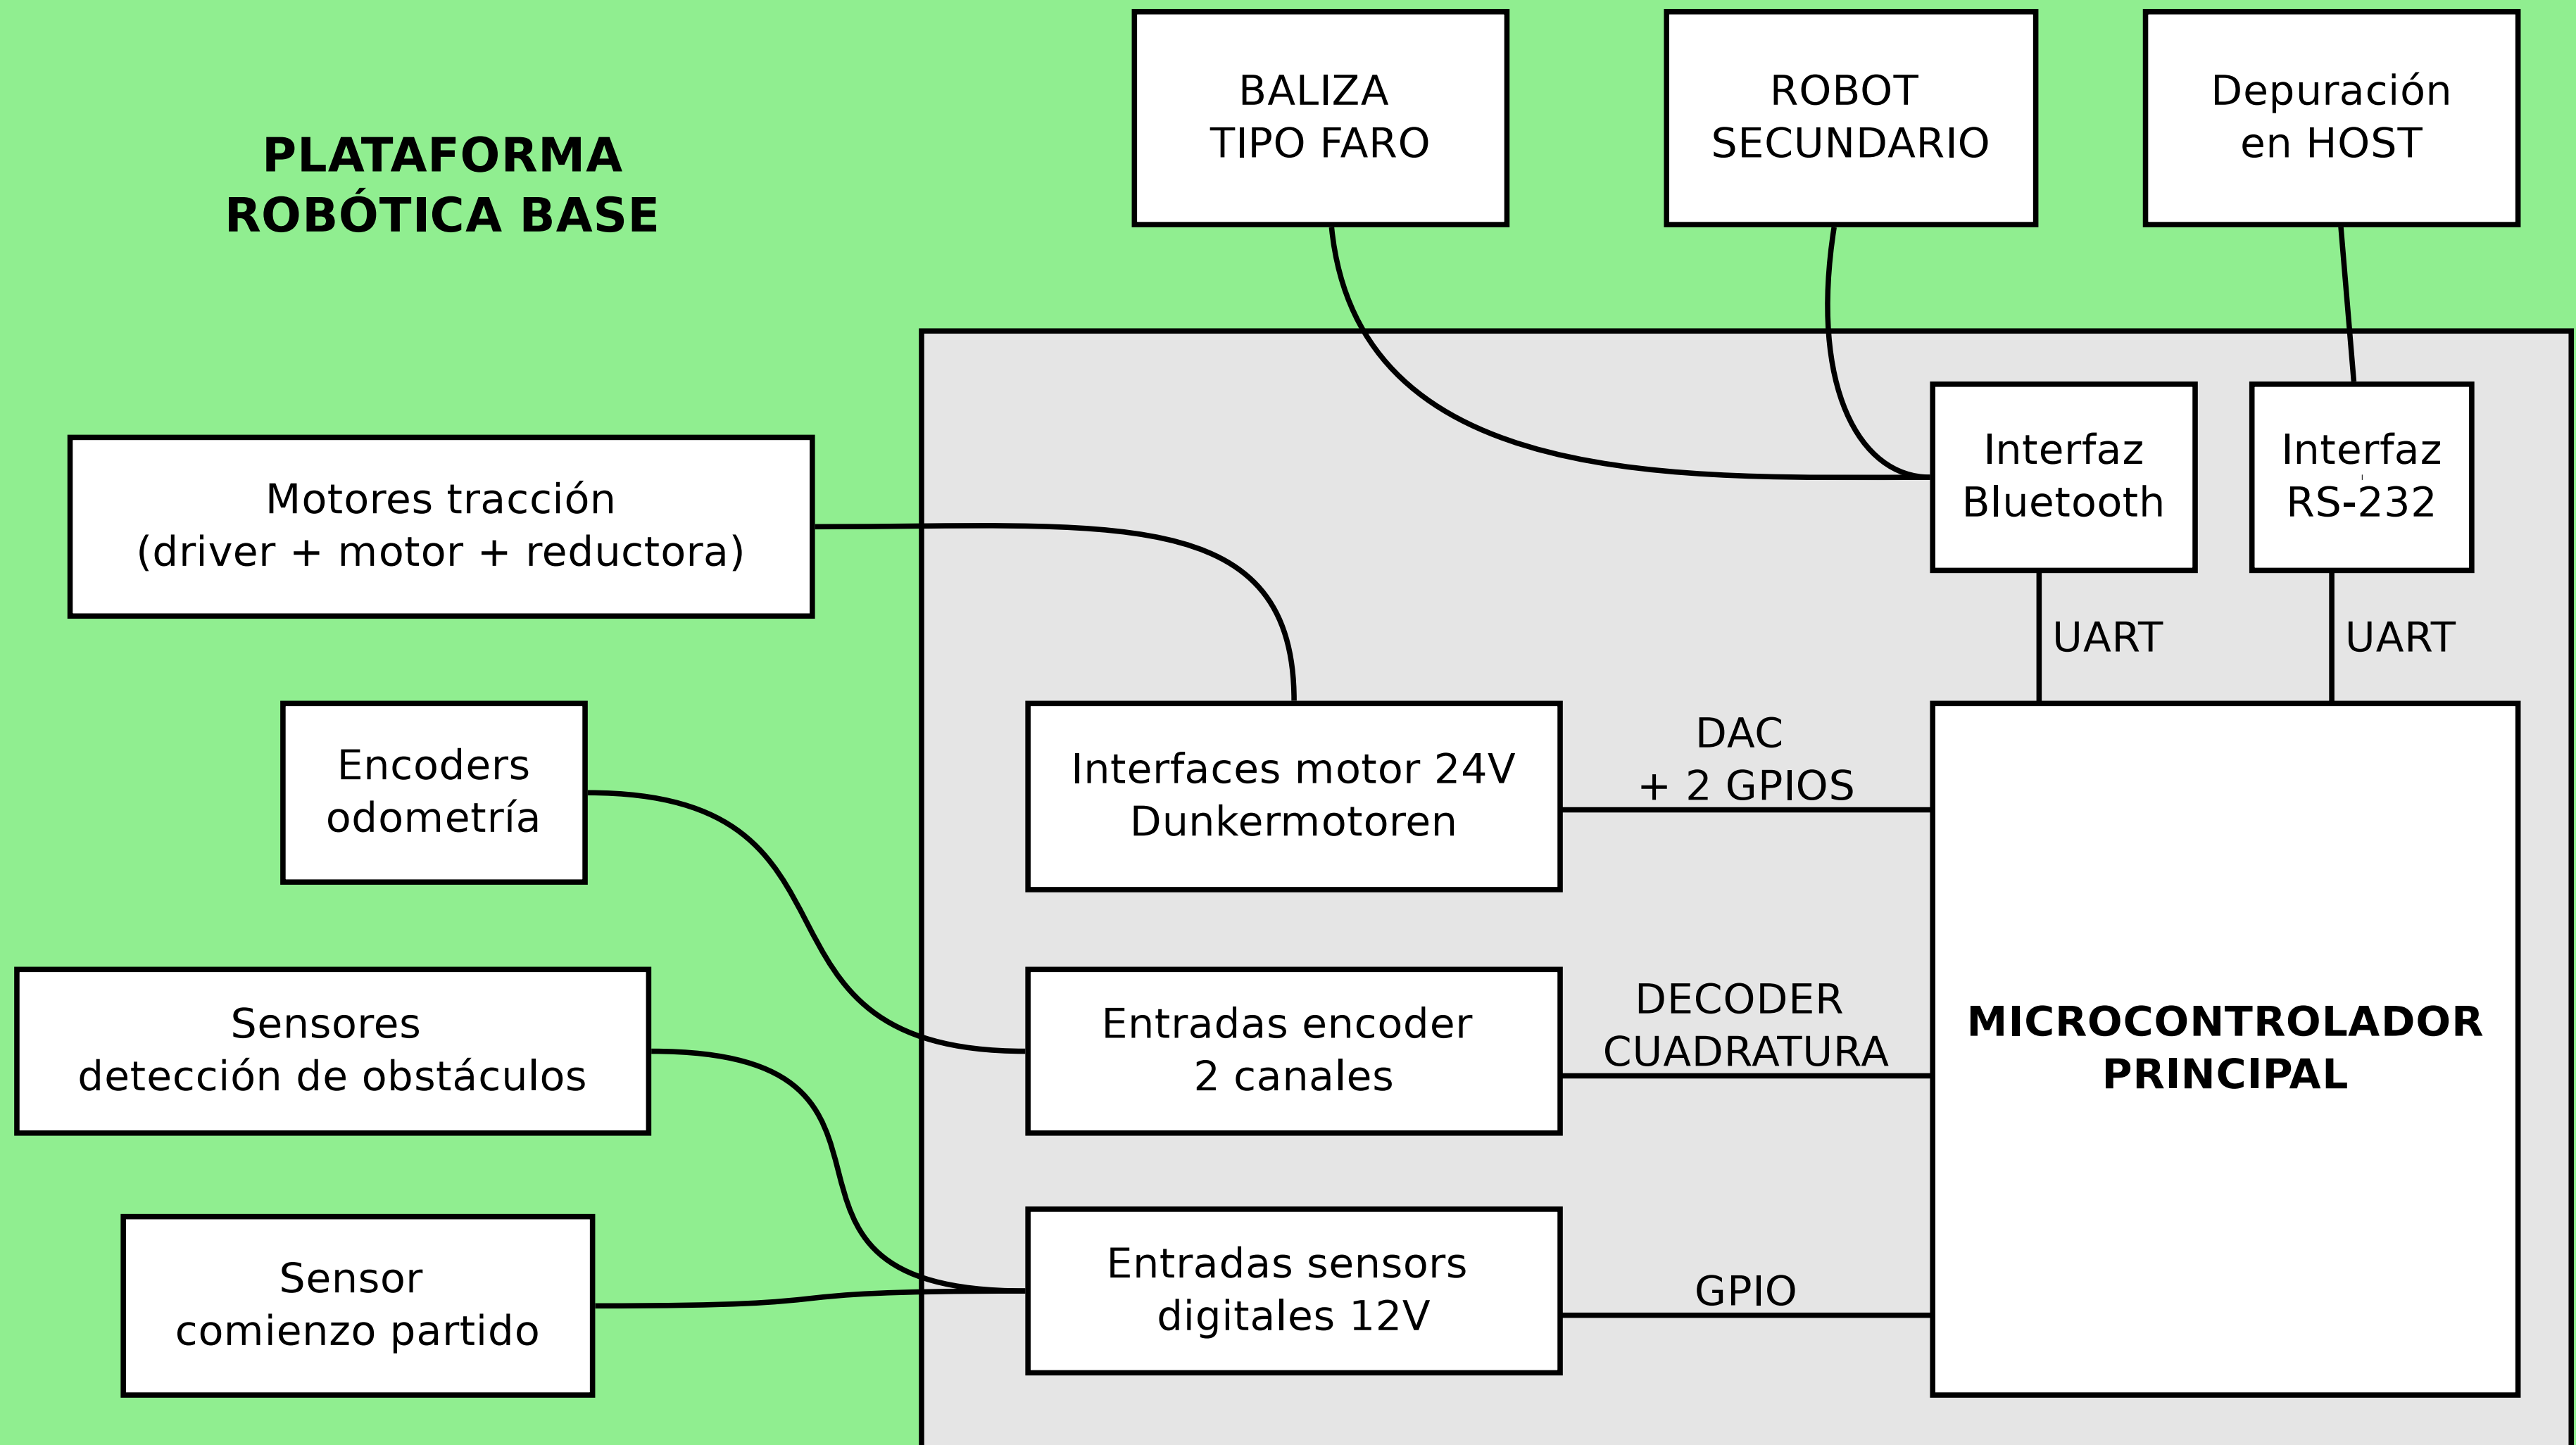 PLATAFORMA
ROBÓTICA BASE
BALIZA
TIPO FARO
ROBOT
SECUNDARIO
Depuración
en HOST
Motores tracción
(driver + motor + reductora)
Interfaz
Bluetooth
Interfaz
RS-232
UART
UART
Encoders
odometría
Interfaces motor 24V
Dunkermotoren
DAC
+ 2 GPIOS
Sensores
detección de obstáculos
Entradas encoder
2 canales
DECODER
CUADRATURA
MICROCONTROLADOR
PRINCIPAL
Sensor
comienzo partido
Entradas sensors
digitales 12V
GPIO